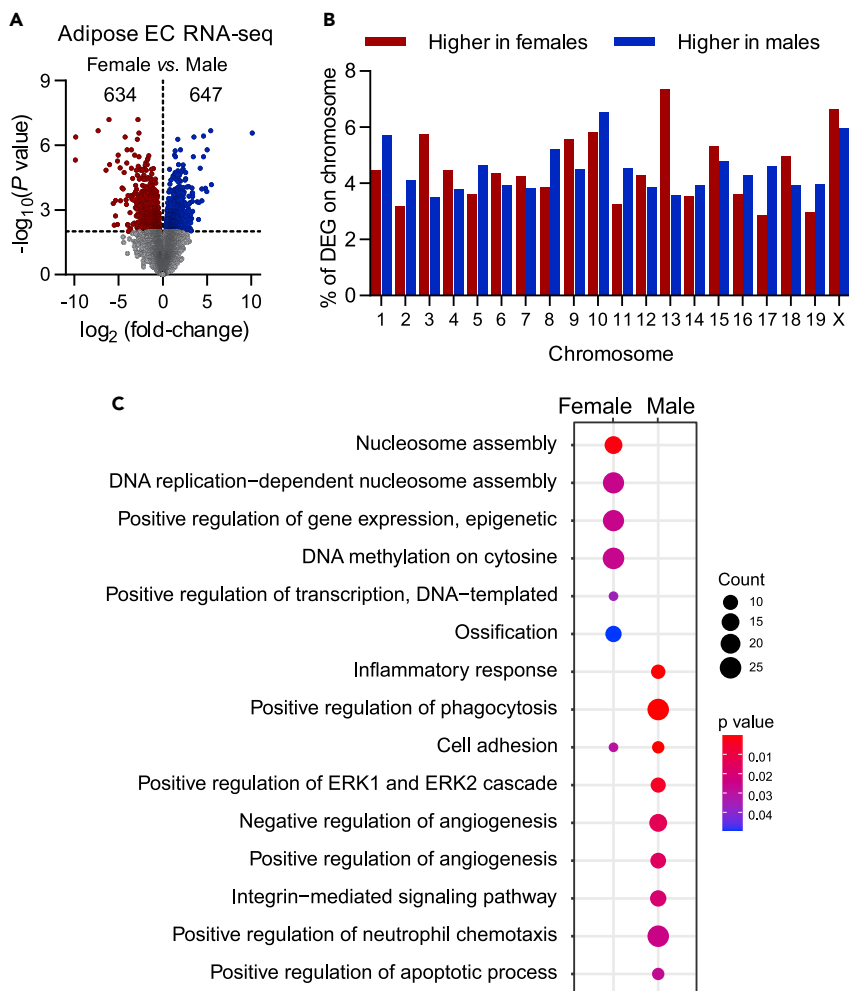 A
Adipose EC RNA-seq
Female vs. Male
634 647
9
6
3
0
-log10(P value)
-10 -5 0 5 10
log2 (fold-change)
B
Higher in females Higher in males
8
6
4
2
0
% of DEG on chromosome
1 2 3 4 5 6 7 8 9 10 11 12 13 14 15 16 17 18 19 X
Chromosome
C
Female Male
Nucleosome assembly
DNA replication−dependent nucleosome assembly
Positive regulation of gene expression, epigenetic
DNA methylation on cytosine
Positive regulation of transcription, DNA−templated
Ossification
Inflammatory response
Positive regulation of phagocytosis
Cell adhesion
Positive regulation of ERK1 and ERK2 cascade
Negative regulation of angiogenesis
Positive regulation of angiogenesis
Integrin−mediated signaling pathway
Positive regulation of neutrophil chemotaxis
Positive regulation of apoptotic process
Count
10
15
20
25
p value
0.01
0.02
0.03
0.04